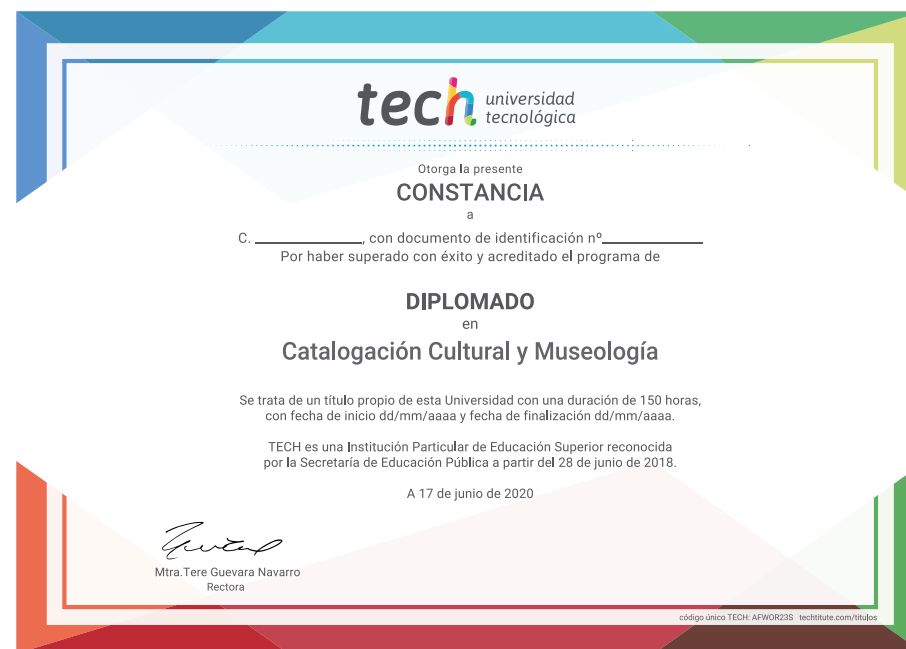 tech universidad
tecnológica
Otorga la presente
CONSTANCIA
a
C. ____________, con documento de identificación nº____________
Por haber superado con éxito y acreditado el programa de
DIPLOMADO
en
Catalogación Cultural y Museología
Se trata de un título propio de esta Universidad con una duración de 150 horas,
con fecha de inicio dd/mm/aaaa y fecha de finalización dd/mm/aaaa.
TECH es una Institución Particular de Educación Superior reconocida
por la Secretaría de Educación Pública a partir del 28 de junio de 2018.
A 17 de junio de 2020
Mtra.Tere Guevara Navarro
Rectora
código único TECH: AFWOR23S techtitute.com/titulos